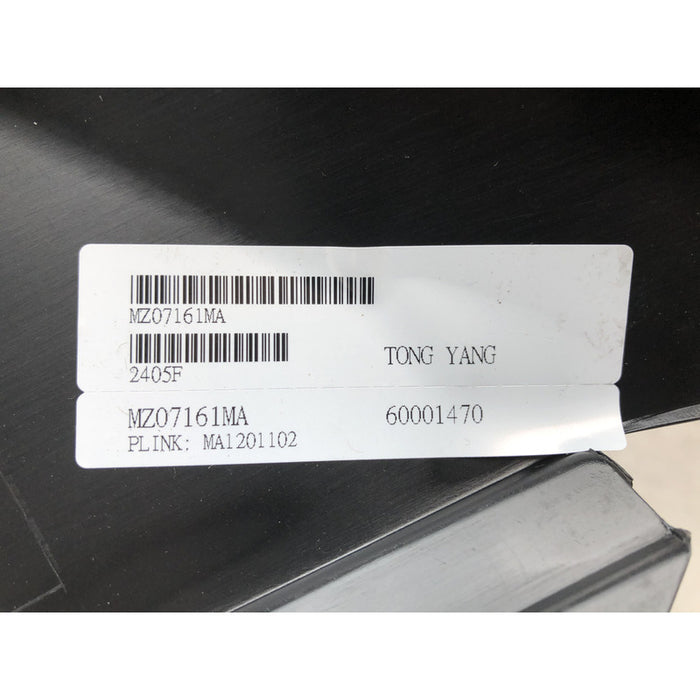 MZ07161MA
2405F
TONG YANG
MZ07161MA
60001470
PLINK: MA1201102